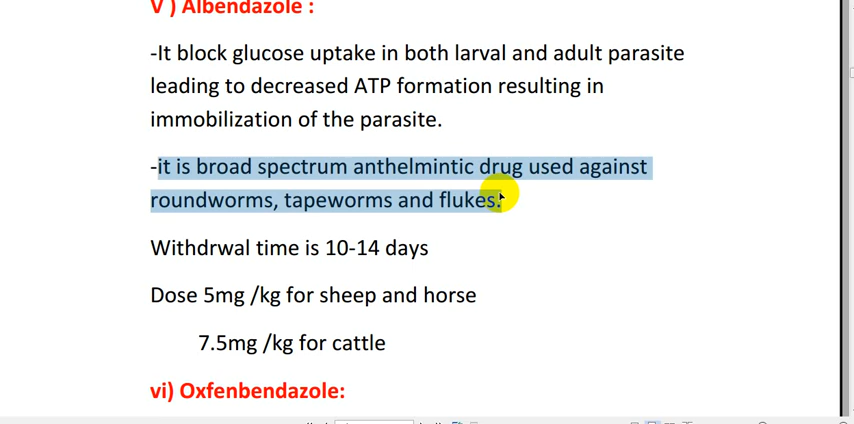 v ) Albendazole :
-It block glucose uptake in both larval and adult parasite
leading to decreased ATP formation resulting in
immobilization of the parasite.
-it is broad spectrum anthelmintic drug used against
roundworms, tapeworms and flukes.
Withdrwal time is 10-14 days
Dose 5mg /kg for sheep and horse
7.5mg /kg for cattle
vi) Oxfenbendazole: